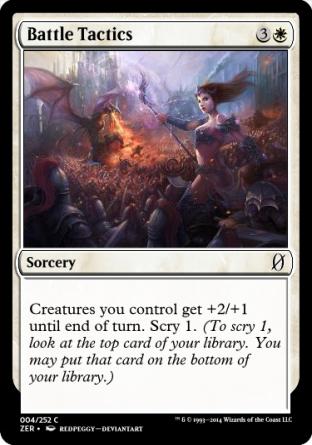 Battle Tactics 3
Sorcery
Creatures you control get +2/+1
until end of turn. Scry 1. (To scry 1,
look at the top card of your library. You
may put that card on the bottom of
your library.)
004/252 C
ZER • REDPEGGY—DEVIANTART
™ & © 1993–2014 Wizards of the Coast LLC